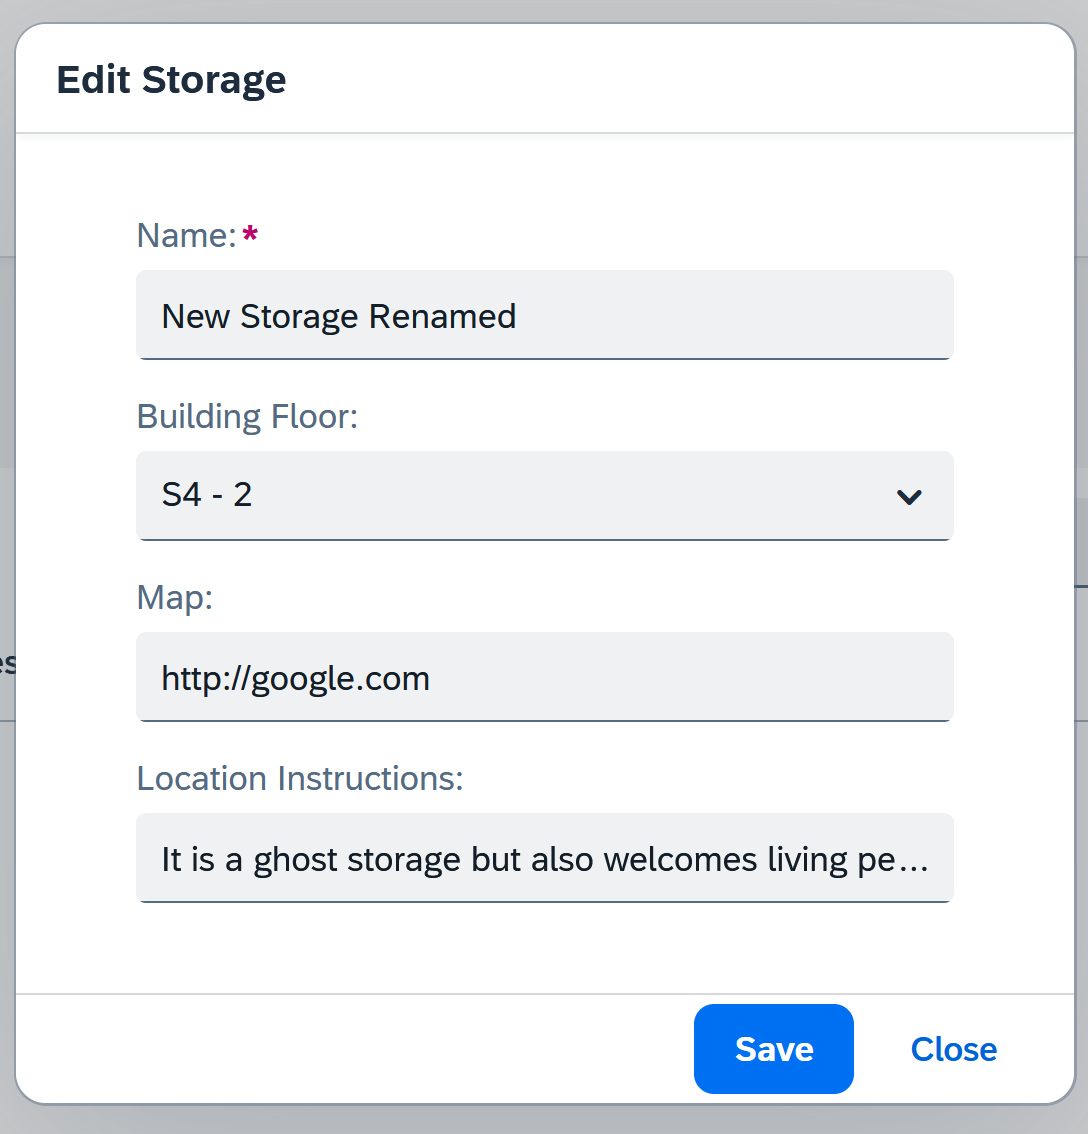 Edit Storage
Name:*
New Storage Renamed
Building Floor:
S4 - 2
Map:
http://google.com
es
Location Instructions:
It is a ghost storage but also welcomes living pe...
Save Close